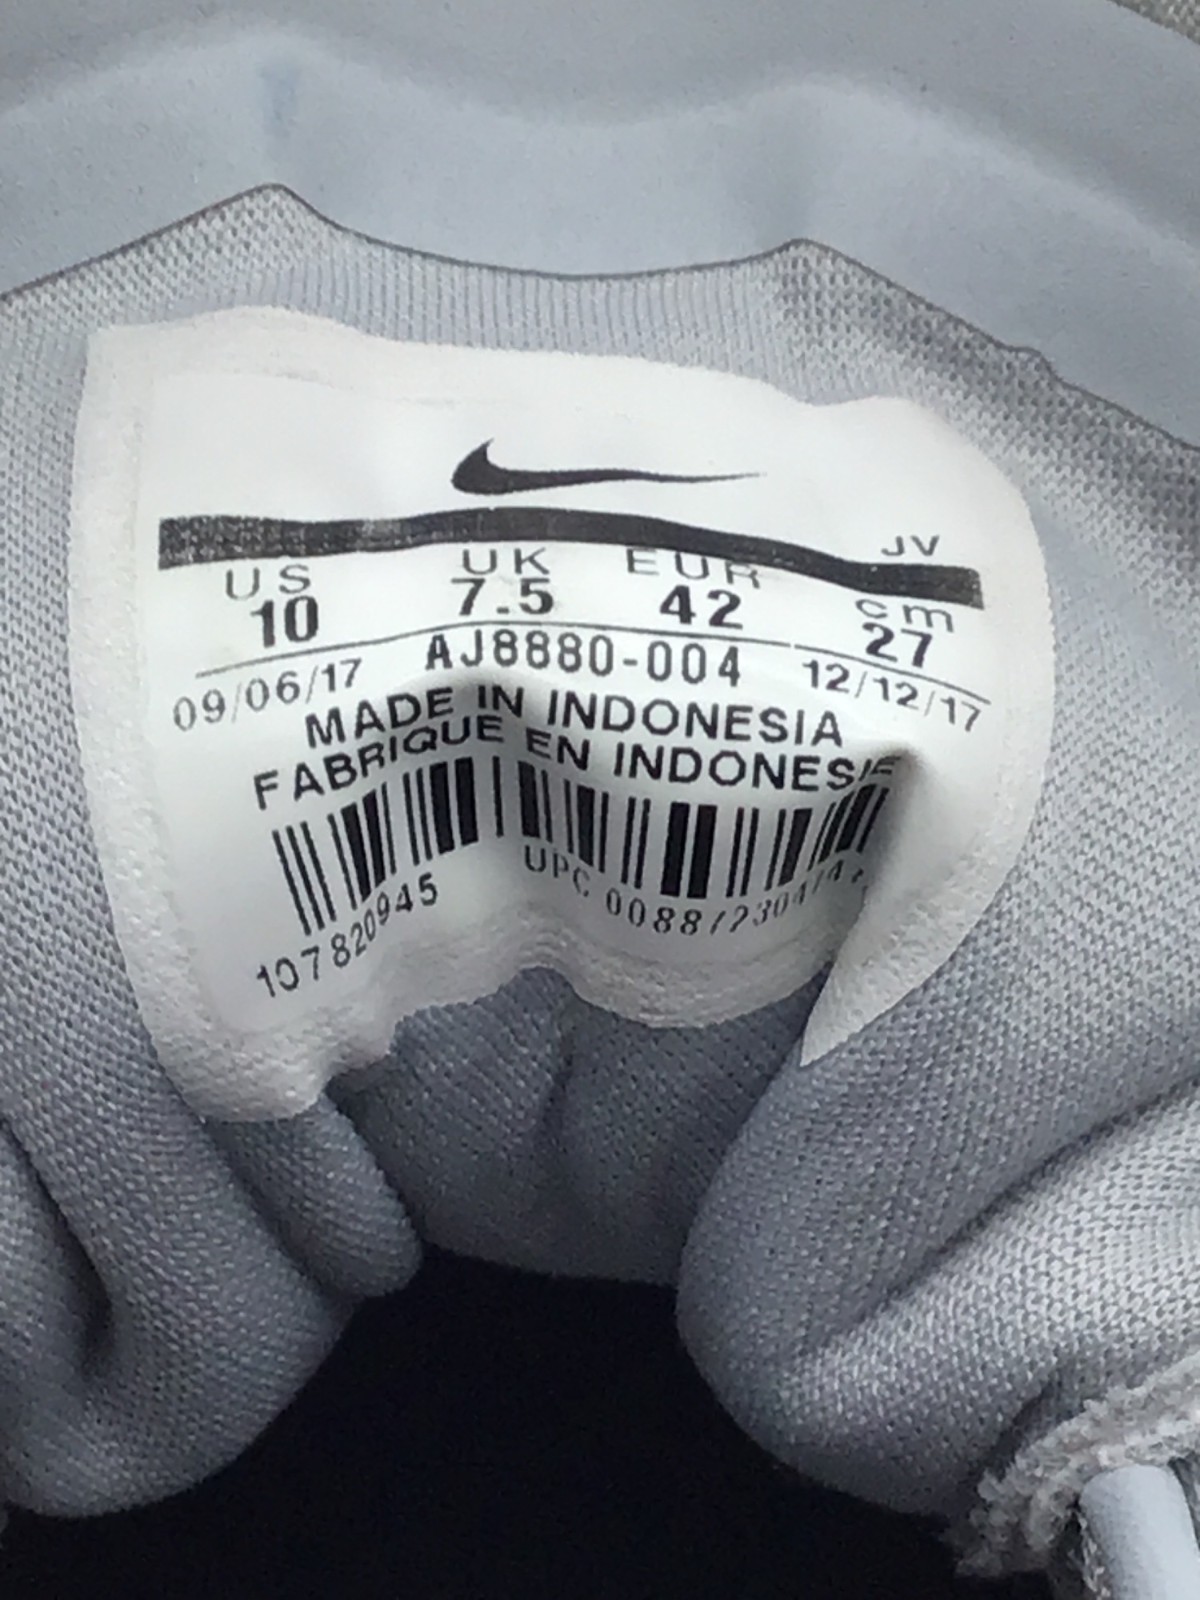 JV
US UK EUR cm
10 7.5 42 27
09/06/17 AJ8880-004 12/12/17
MADE IN INDONESIA
FABRIQUE EN INDONESIE
107820945 UPC